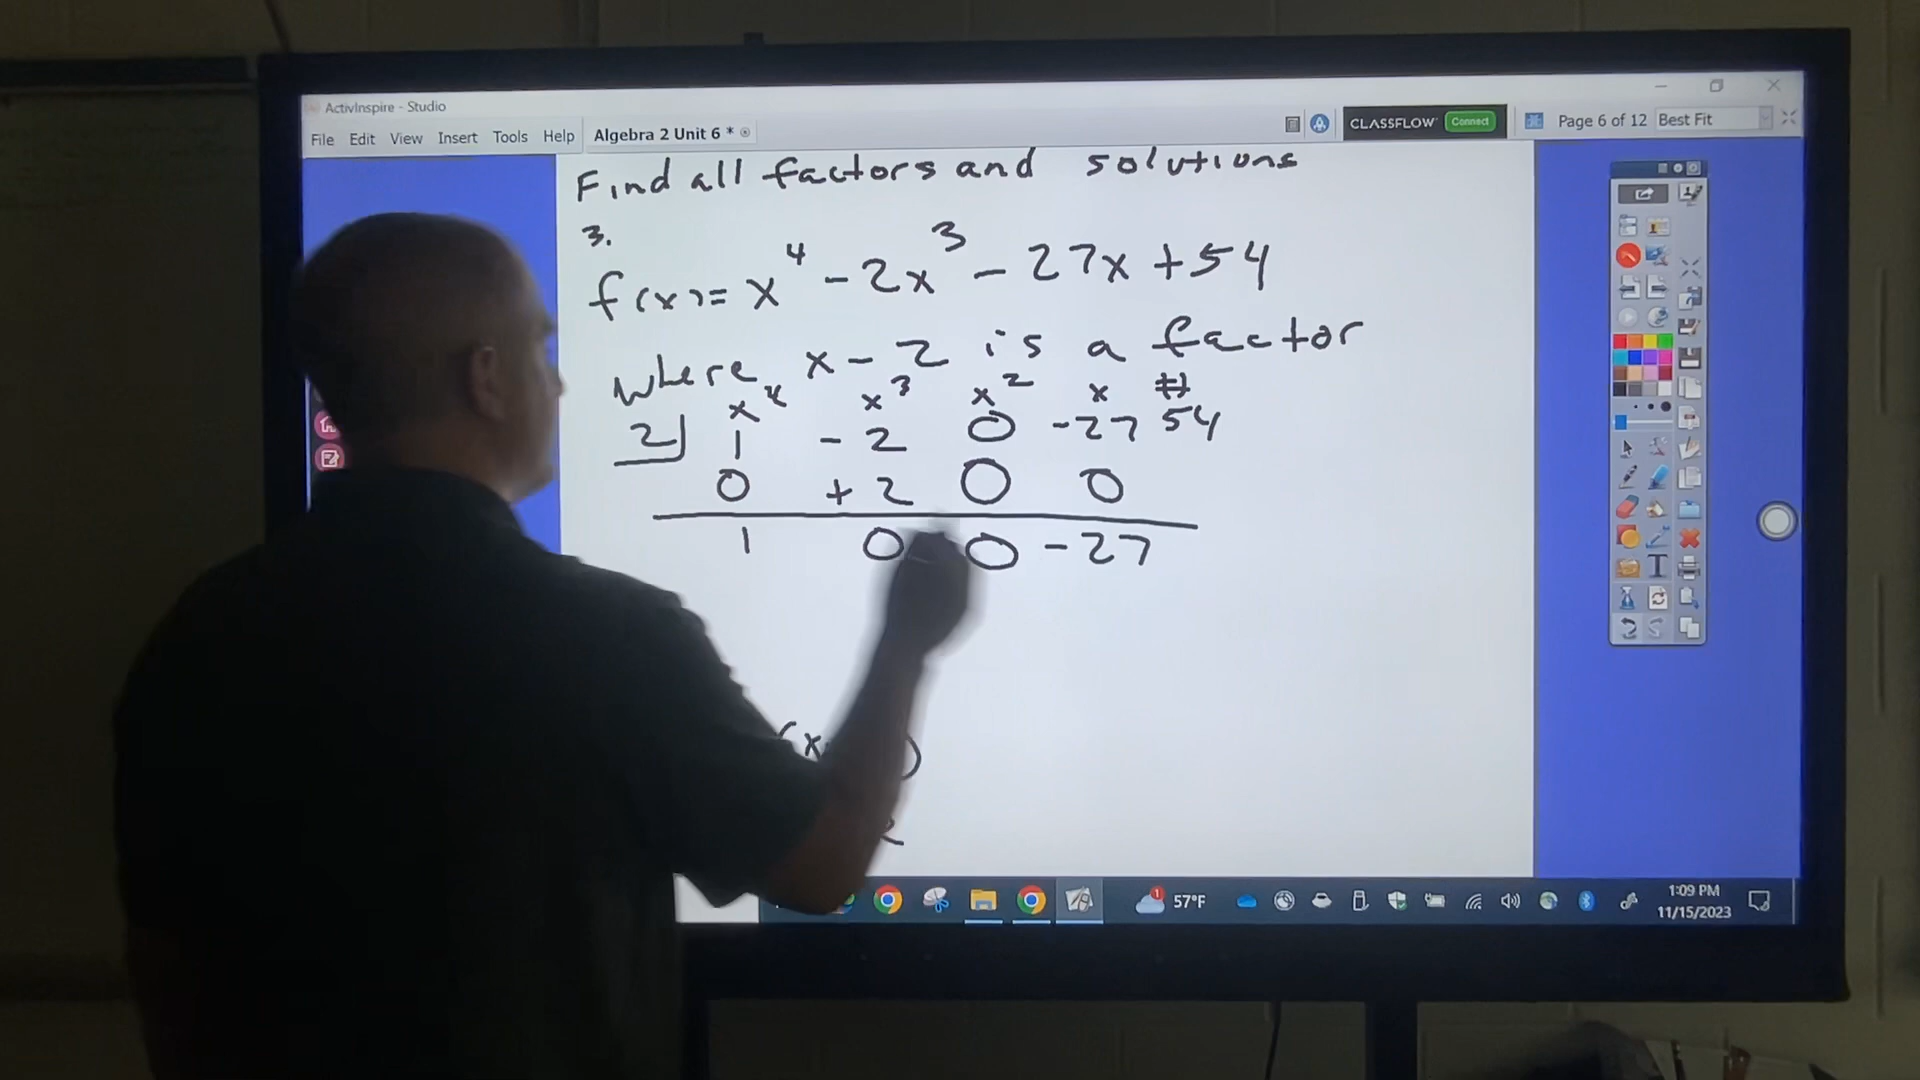 ActivInspire - Studio
File Edit View Insert Tools Help
Algebra 2 Unit 6 *
CLASSFLOW Connect
Page 6 of 12 Best Fit
Find all factors and solutions
3.
f(x)= x⁴ - 2x³ - 27x + 54
where x - 2 is a factor
x⁴ x³ x² x #
2 1 - 2 0 -27 54
0 + 2 0 0
1 0 0 - 27
(x )
T
1 57°F
1:09 PM
11/15/2023